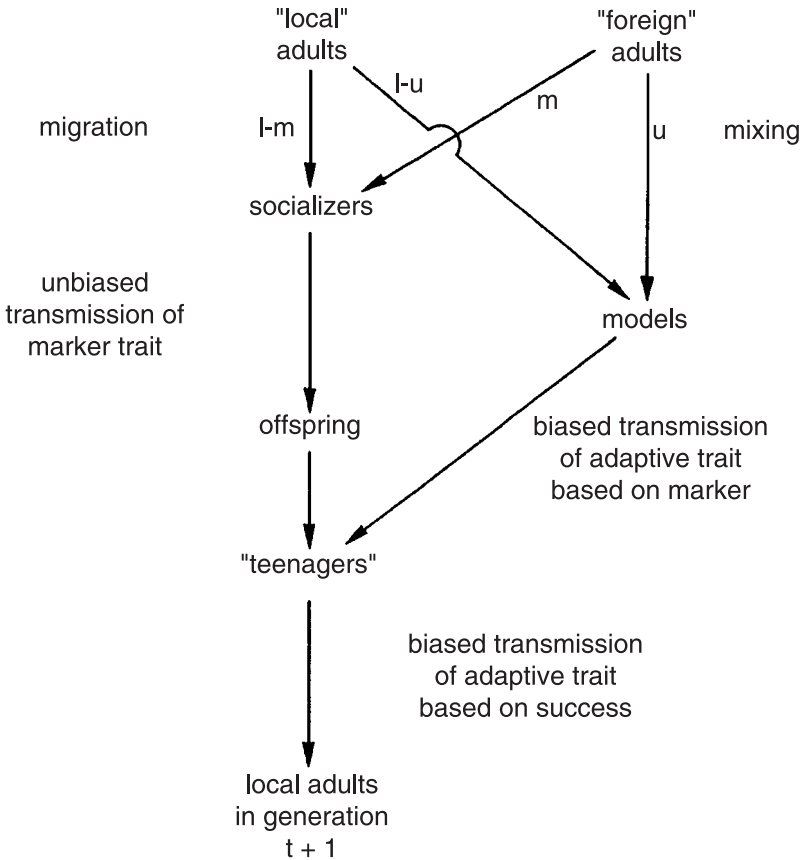 "local"
adults
"foreign"
adults
l-u
m
migration
l-m
u
mixing
socializers
unbiased
transmission of
marker trait
models
offspring
biased transmission
of adaptive trait
based on marker
"teenagers"
biased transmission
of adaptive trait
based on success
local adults
in generation
t + 1